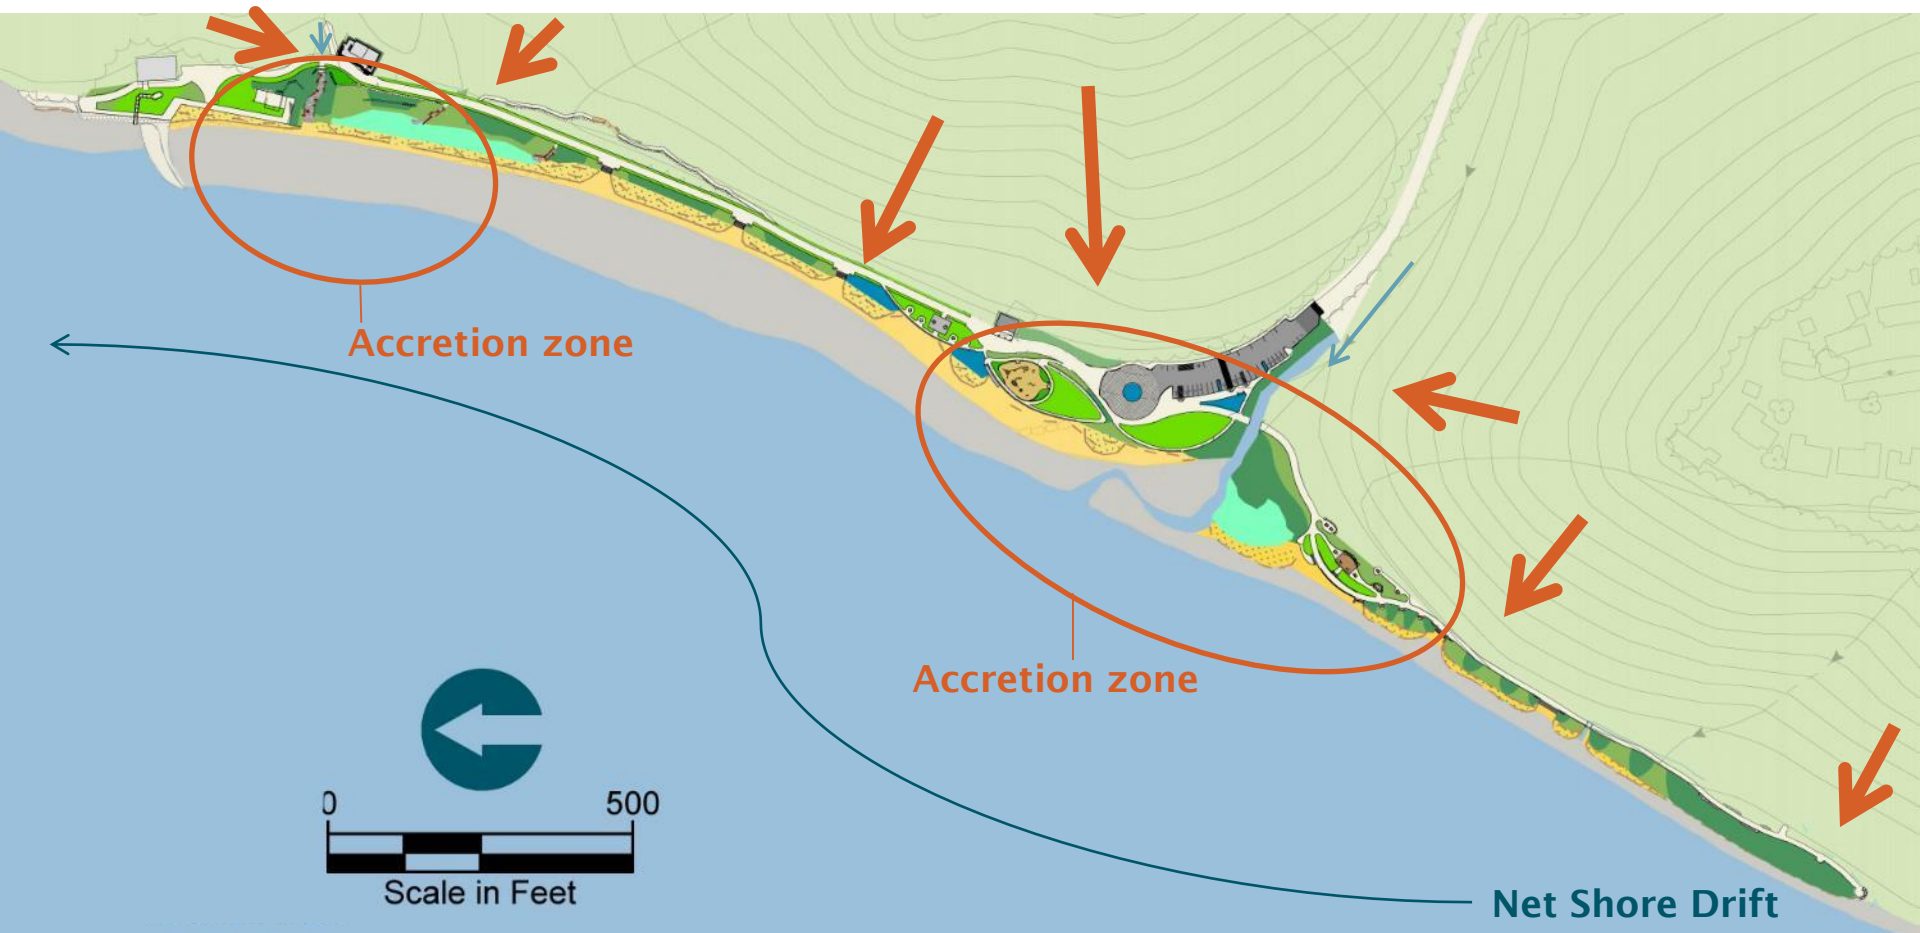 Accretion zone
Accretion zone
0 500
Scale in Feet
Net Shore Drift